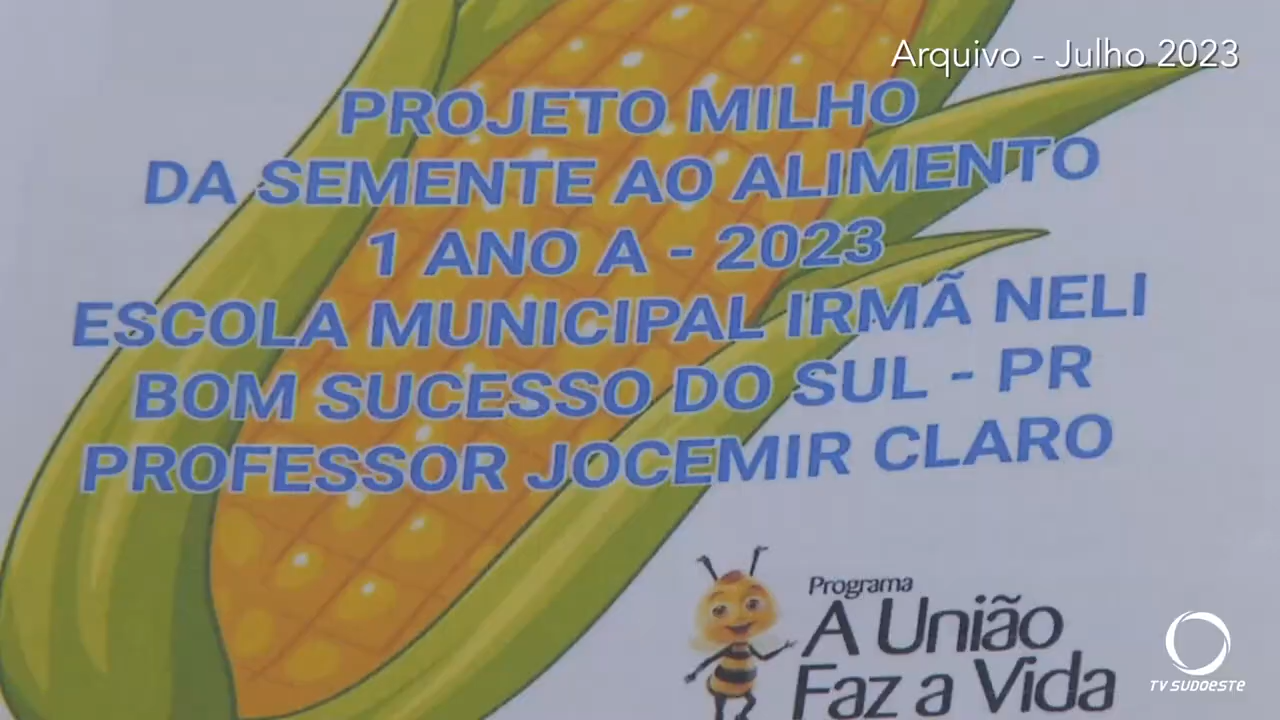 Arquivo - Julho 2023
PROJETO MILHO
DA SEMENTE AO ALIMENTO
1 ANO A - 2023
ESCOLA MUNICIPAL IRMÃ NELI
BOM SUCESSO DO SUL - PR
PROFESSOR JOCEMIR CLARO
Programa
A União
Faz a Vida
TV SUDOESTE